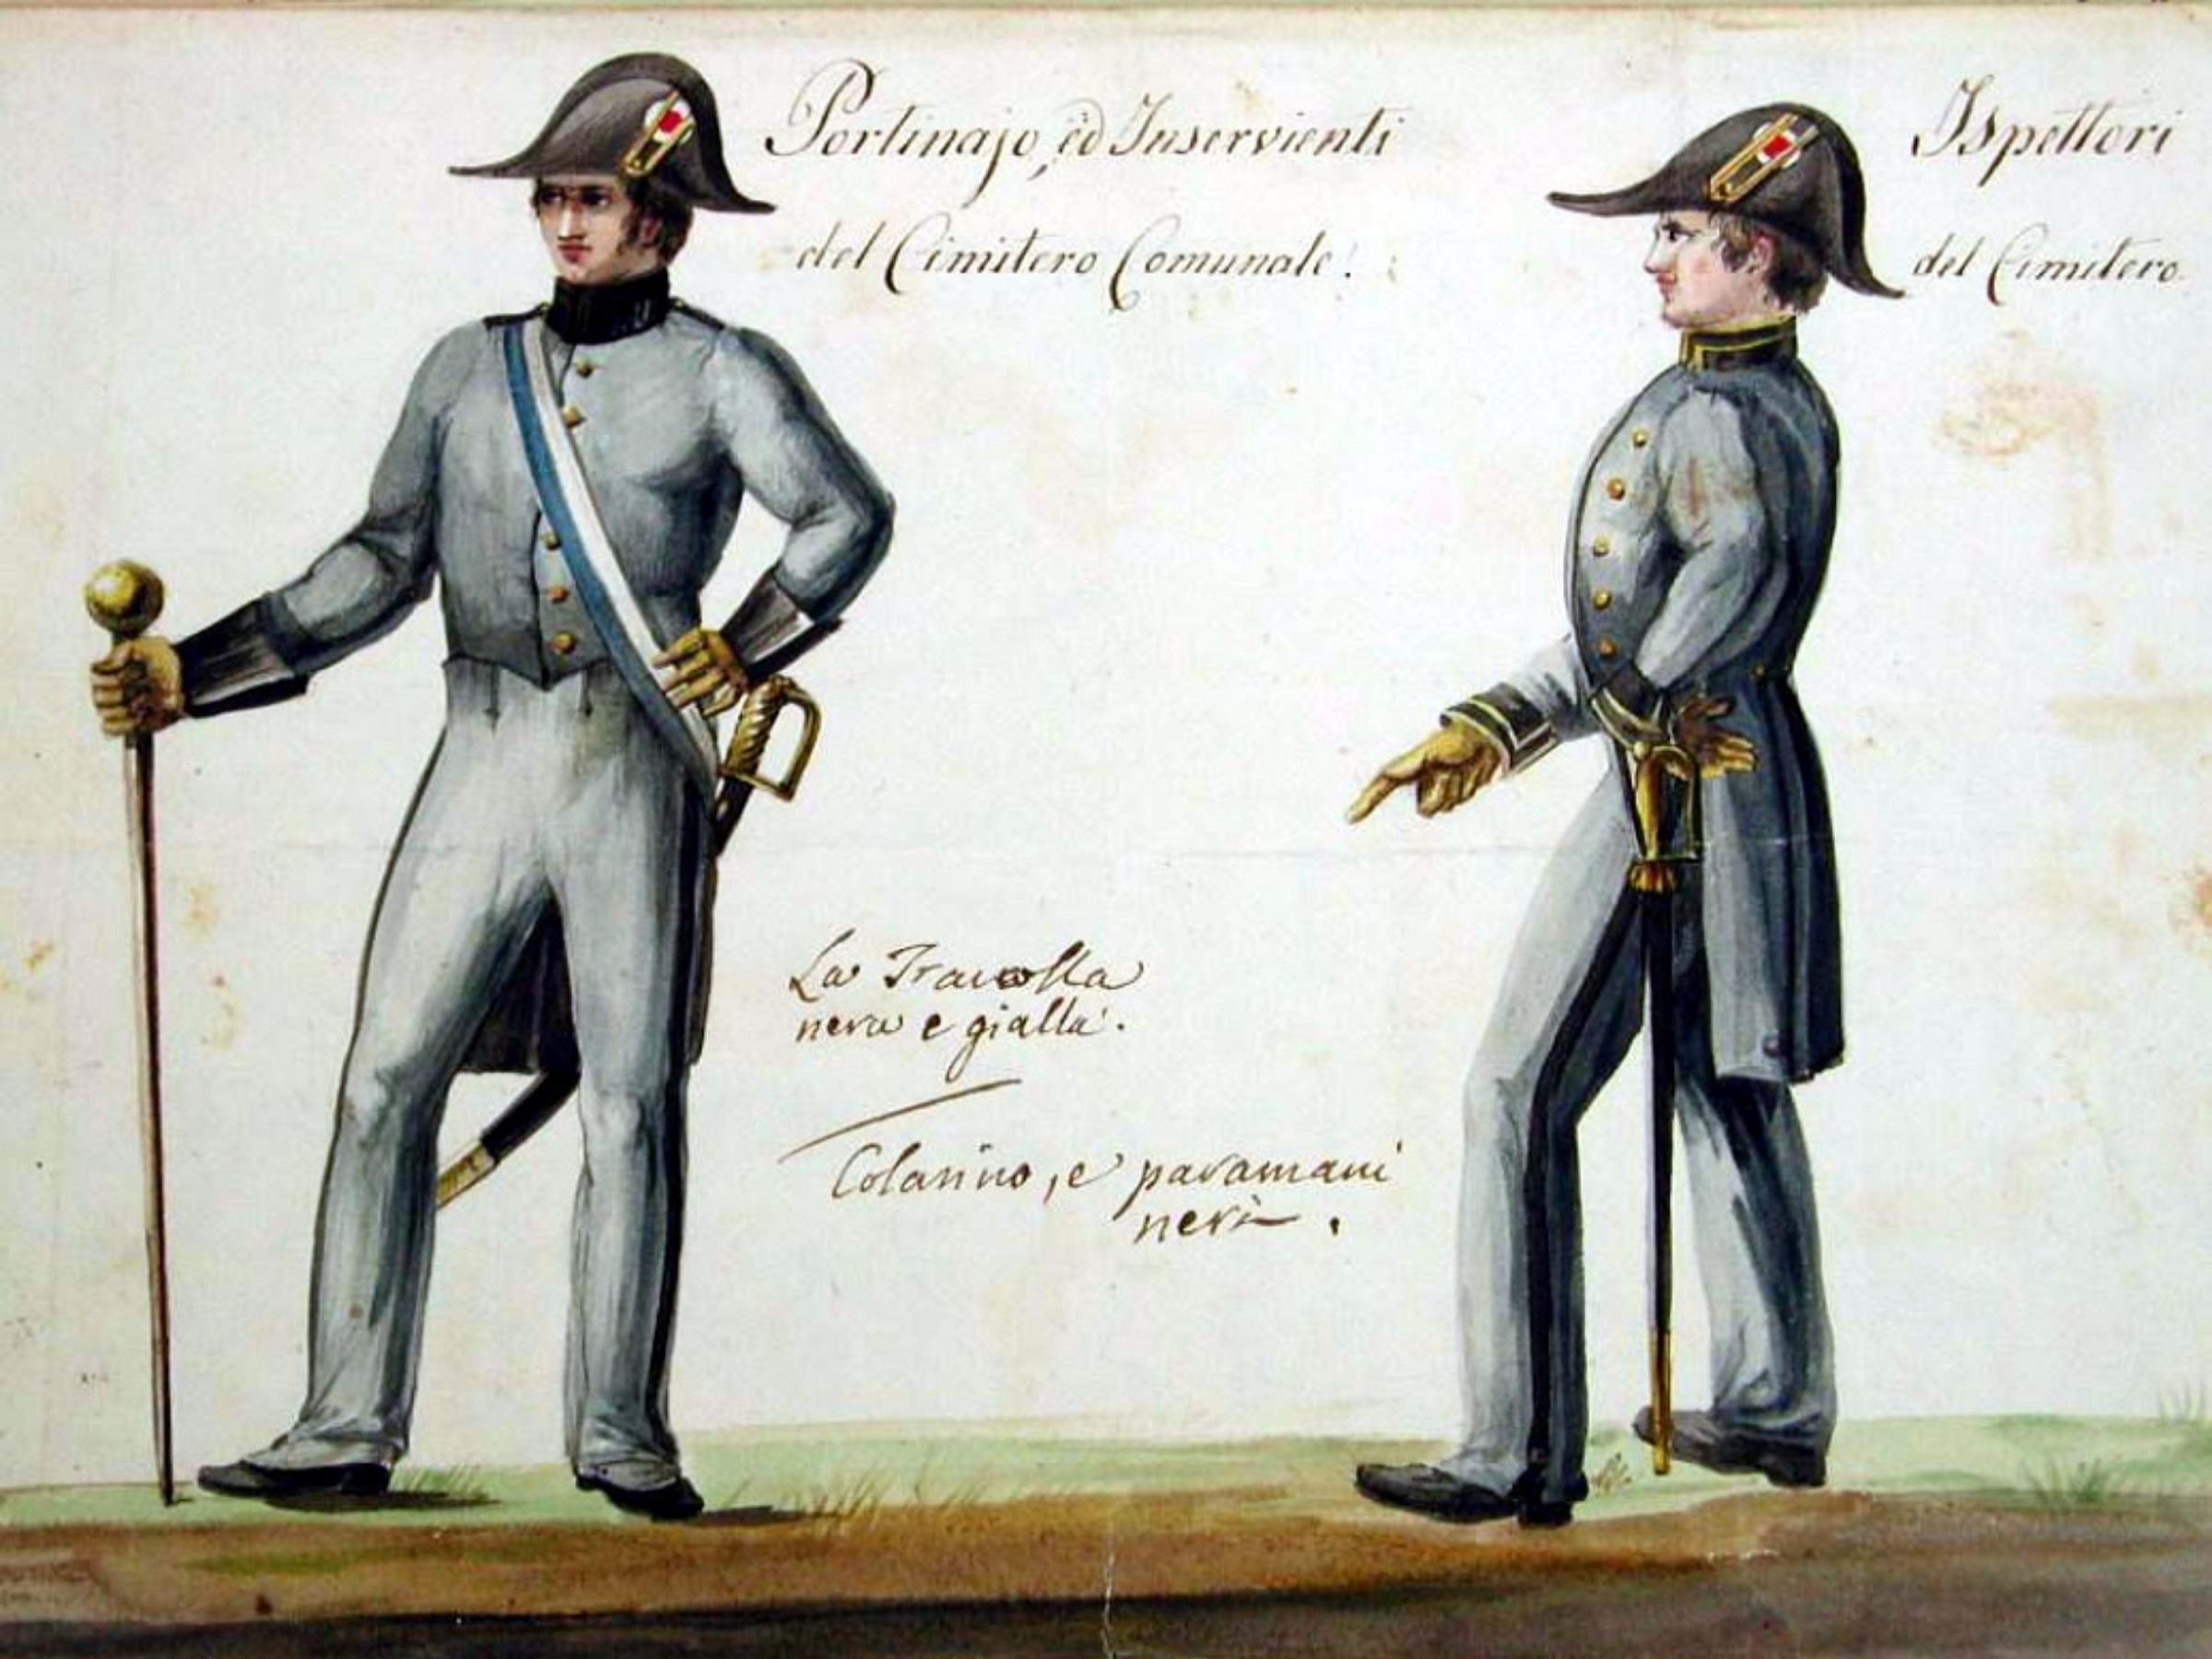 Portinajo, ed Inservienti
del Cimitero Comunale.
Ispettori
del Cimitero
La Tracolla
nera e gialla.
Colarino, e paramani
neri.